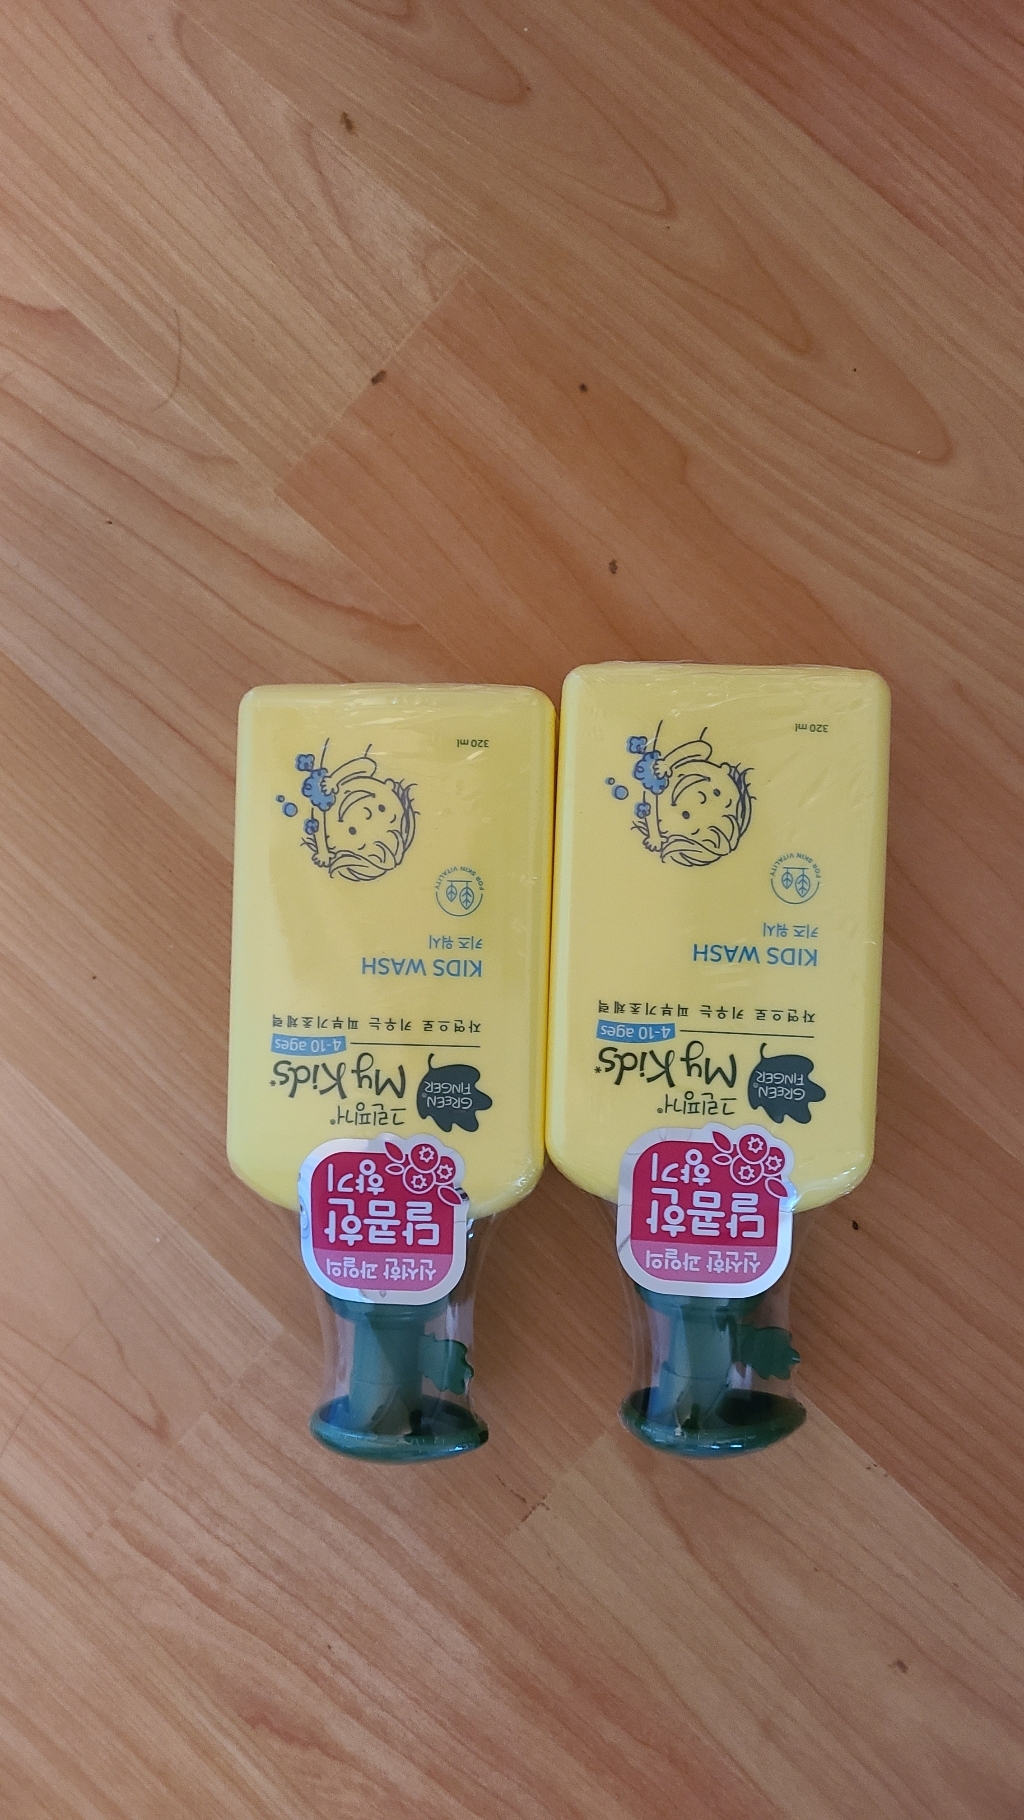 신선한 과일의
달콤한
향기
그린핑거®
GREEN®
FINGER
My Kids*
4-10 ages
자연으로 키우는 피부기초체력
KIDS WASH
키즈 워시
FOR SKIN VITALITY
320 ml
신선한 과일의
달콤한
향기
그린핑거®
GREEN®
FINGER
My Kids*
4-10 ages
자연으로 키우는 피부기초체력
KIDS WASH
키즈 워시
FOR SKIN VITALITY
320 ml